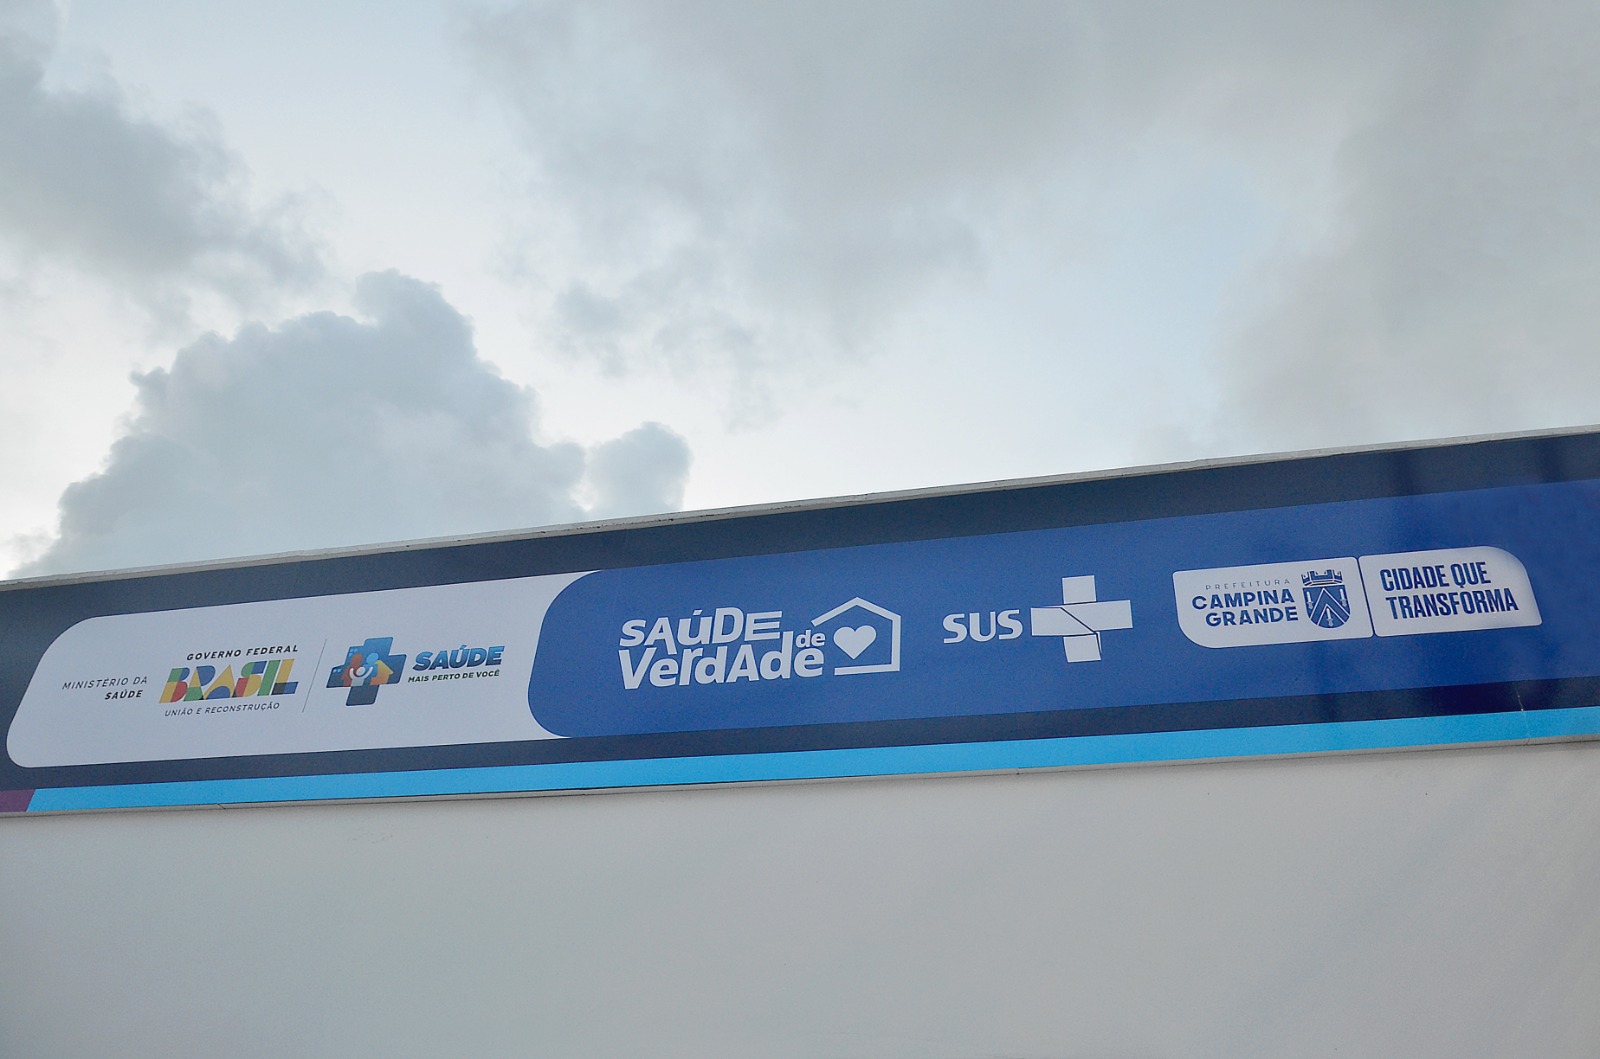 MINISTÉRIO DA
SAÚDE
GOVERNO FEDERAL
BRASIL
UNIÃO E RECONSTRUÇÃO
SAÚDE
MAIS PERTO DE VOCÊ
SAÚDE
de
VerdAde
SUS
PREFEITURA
CAMPINA
GRANDE
CIDADE QUE
TRANSFORMA